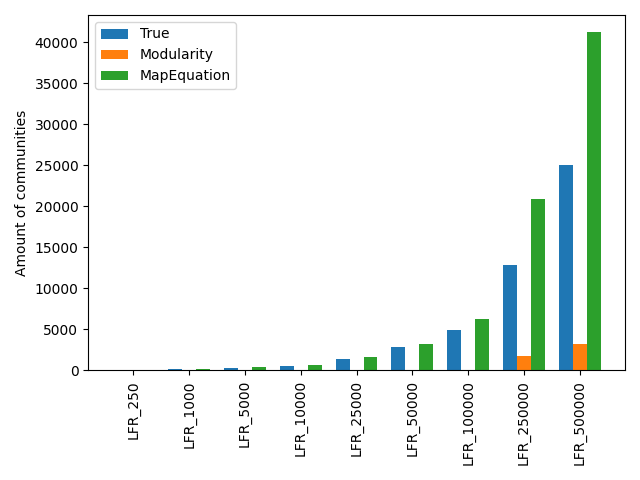 True
Modularity
MapEquation
Amount of communities
40000
35000
30000
25000
20000
15000
10000
5000
0
LFR_250
LFR_1000
LFR_5000
LFR_10000
LFR_25000
LFR_50000
LFR_100000
LFR_250000
LFR_500000